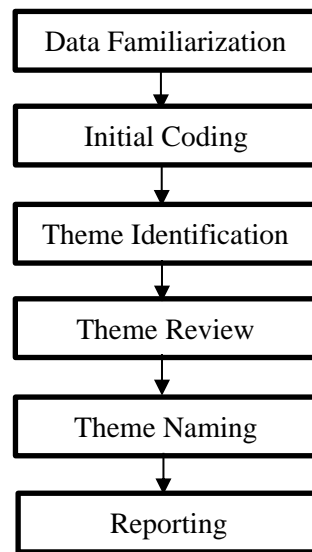 Data Familiarization
Initial Coding
Theme Identification
Theme Review
Theme Naming
Reporting